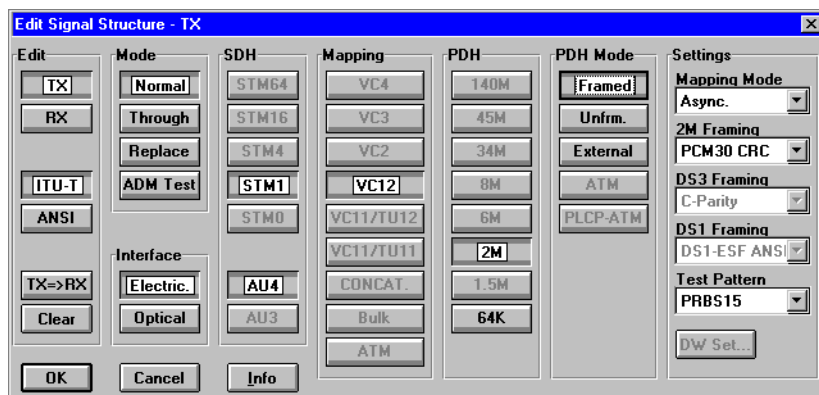 Edit Signal Structure - TX
Edit
TX
RX
ITU-T
ANSI
TX=>RX
Clear
Mode
Normal
Through
Replace
ADM Test
Interface
Electric.
Optical
SDH
STM64
STM16
STM4
STM1
STM0
AU4
AU3
Mapping
VC4
VC3
VC2
VC12
VC11/TU12
VC11/TU11
CONCAT.
Bulk
ATM
PDH
140M
45M
34M
8M
6M
2M
1.5M
64K
PDH Mode
Framed
Unfrm.
External
ATM
PLCP-ATM
Settings
Mapping Mode
Async.
2M Framing
PCM30 CRC
DS3 Framing
C-Parity
DS1 Framing
DS1-ESF ANSI
Test Pattern
PRBS15
DW Set...
OK
Cancel
Info